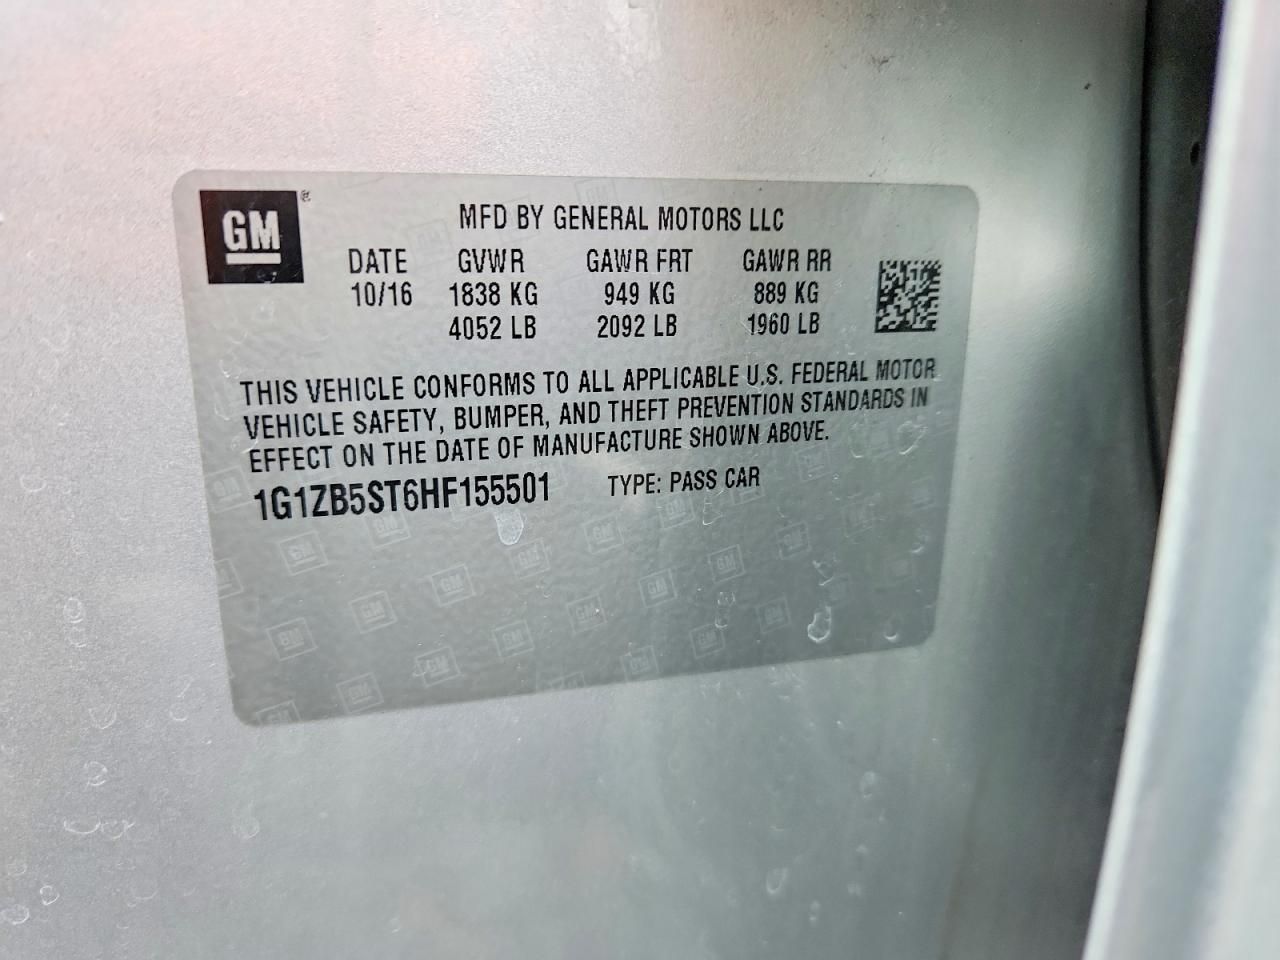 GM ®
MFD BY GENERAL MOTORS LLC
DATE GVWR GAWR FRT GAWR RR
10/16 1838 KG 949 KG 889 KG
4052 LB 2092 LB 1960 LB
THIS VEHICLE CONFORMS TO ALL APPLICABLE U.S. FEDERAL MOTOR
VEHICLE SAFETY, BUMPER, AND THEFT PREVENTION STANDARDS IN
EFFECT ON THE DATE OF MANUFACTURE SHOWN ABOVE.
1G1ZB5ST6HF155501 TYPE: PASS CAR